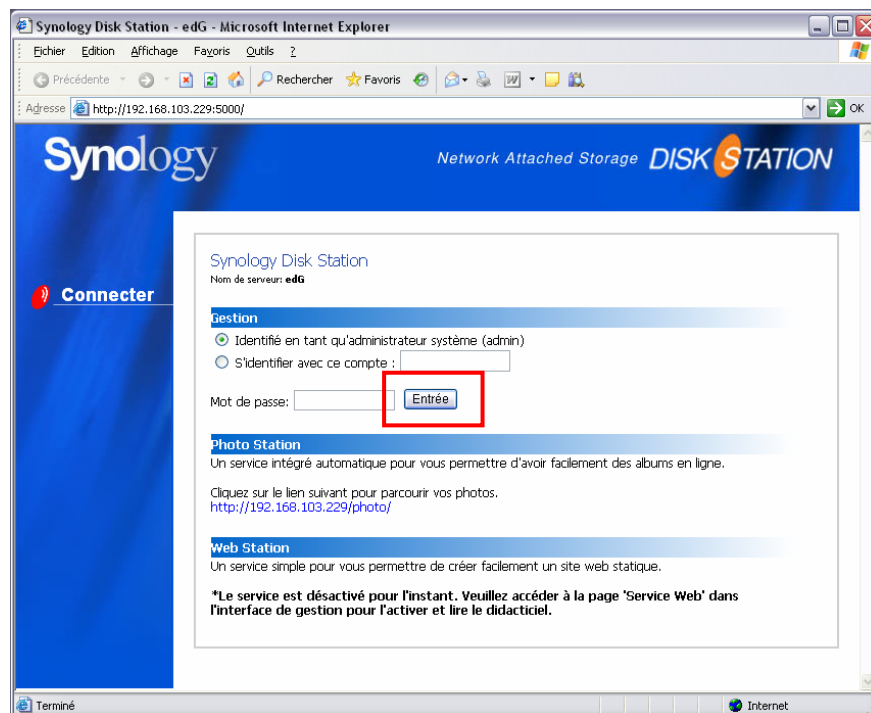 Synology Disk Station - edG - Microsoft Internet Explorer
Fichier Edition Affichage Favoris Outils ?
Précédente Rechercher Favoris
Adresse http://192.168.103.229:5000/ OK
Synology Network Attached Storage DISK STATION
Connecter
Synology Disk Station
Nom de serveur: edG
Gestion
Identifié en tant qu'administrateur système (admin)
S'identifier avec ce compte :
Mot de passe: Entrée
Photo Station
Un service intégré automatique pour vous permettre d'avoir facilement des albums en ligne.
Cliquez sur le lien suivant pour parcourir vos photos.
http://192.168.103.229/photo/
Web Station
Un service simple pour vous permettre de créer facilement un site web statique.
*Le service est désactivé pour l'instant. Veuillez accéder à la page 'Service Web' dans
l'interface de gestion pour l'activer et lire le didacticiel.
Terminé Internet